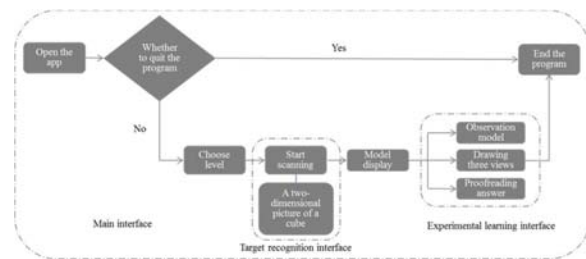 Open the
app
Whether
to quit the
program
Yes
End the
program
No
Choose
level
Start
scanning
Model
display
Observation
model
Drawing
three views
Proofreading
answer
A two-
dimensional
picture of a
cube
Main interface
Target recognition interface
Experimental learning interface